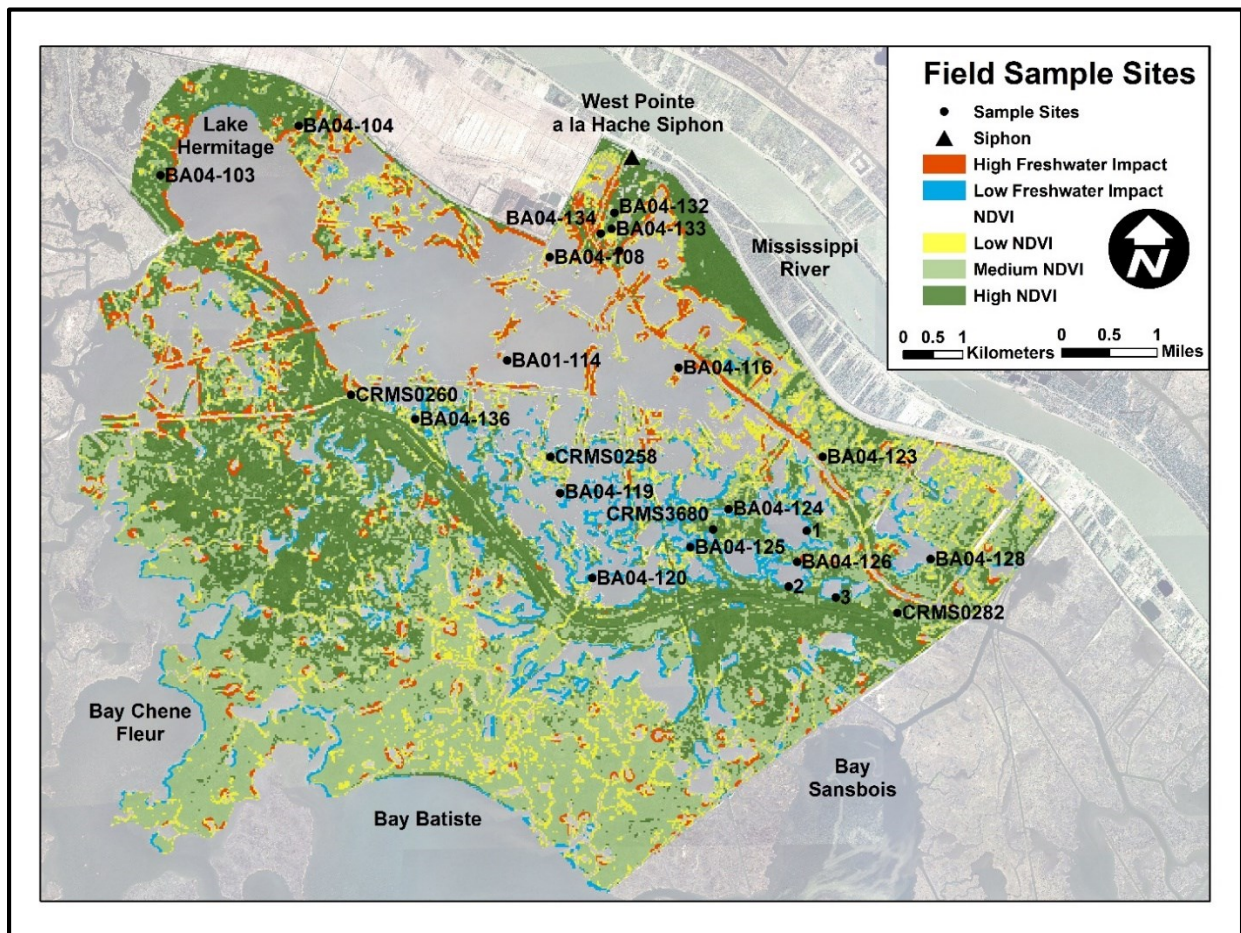 Field Sample Sites
Sample Sites
Siphon
High Freshwater Impact
Low Freshwater Impact
NDVI
Low NDVI
Medium NDVI
High NDVI
N
0 0.5 1
Kilometers
0 0.5 1
Miles
West Pointe
a la Hache Siphon
Lake
Hermitage
BA04-104
BA04-103
BA04-132
BA04-134
BA04-133
BA04-108
Mississippi
River
BA01-114
BA04-116
CRMS0260
BA04-136
CRMS0258
BA04-123
BA04-119
BA04-124
CRMS3680
1
BA04-125
BA04-126
BA04-128
BA04-120
2
3
CRMS0282
Bay Chene
Fleur
Bay
Sansbois
Bay Batiste